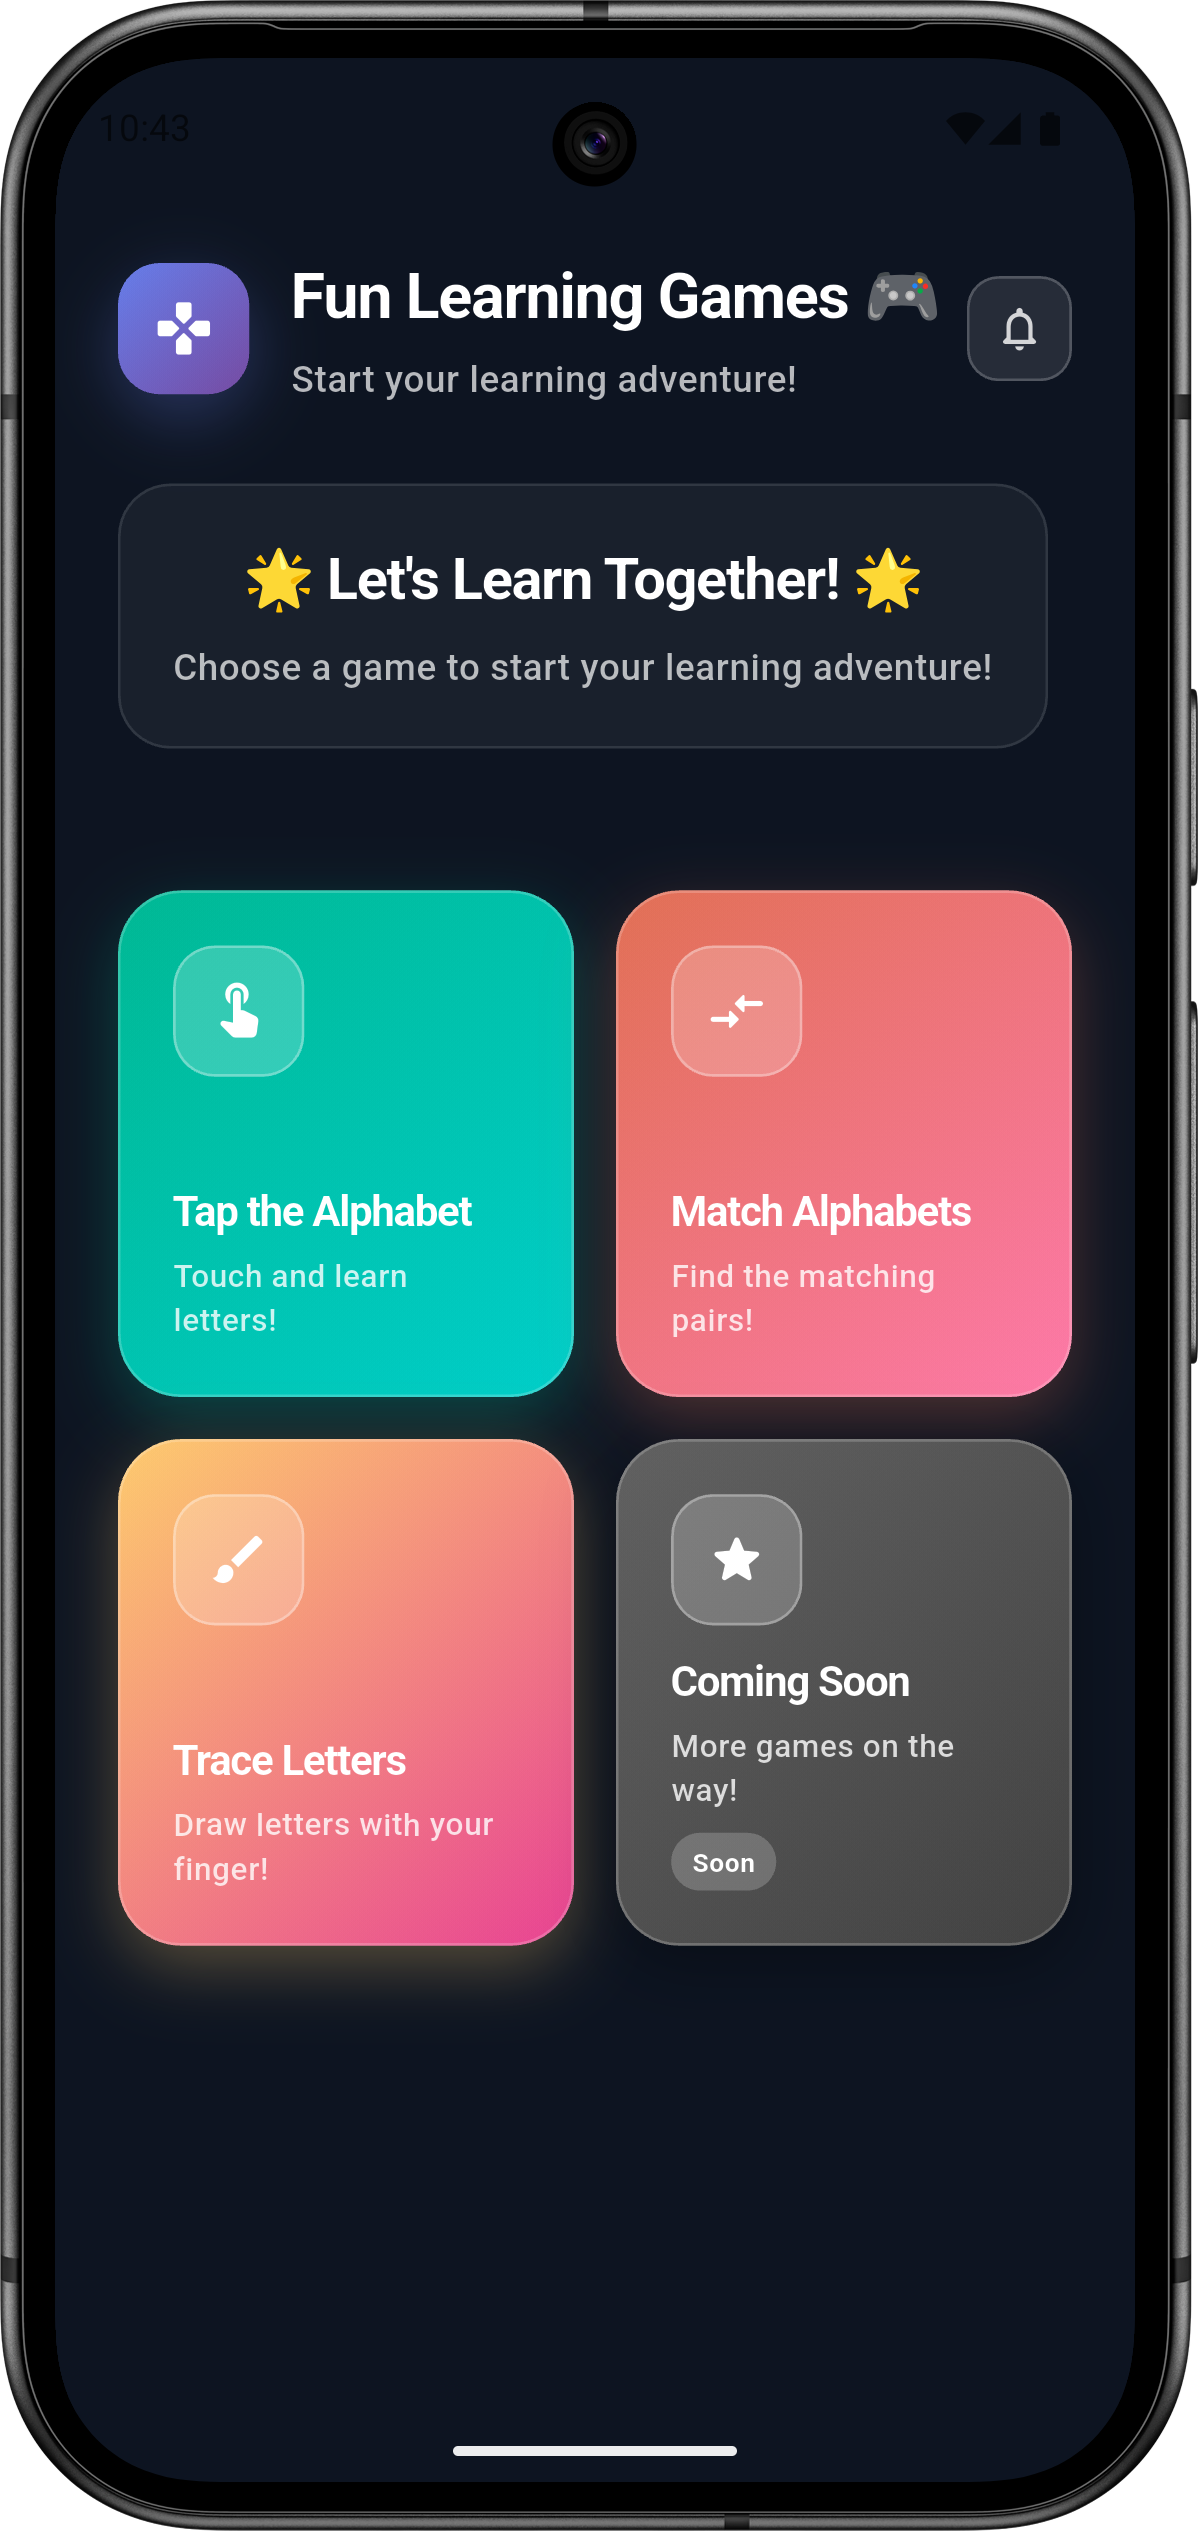 10:43
Fun Learning Games 🎮
Start your learning adventure!
🌟 Let's Learn Together! 🌟
Choose a game to start your learning adventure!
Tap the Alphabet
Touch and learn
letters!
Match Alphabets
Find the matching
pairs!
Trace Letters
Draw letters with your
finger!
Coming Soon
More games on the
way!
Soon